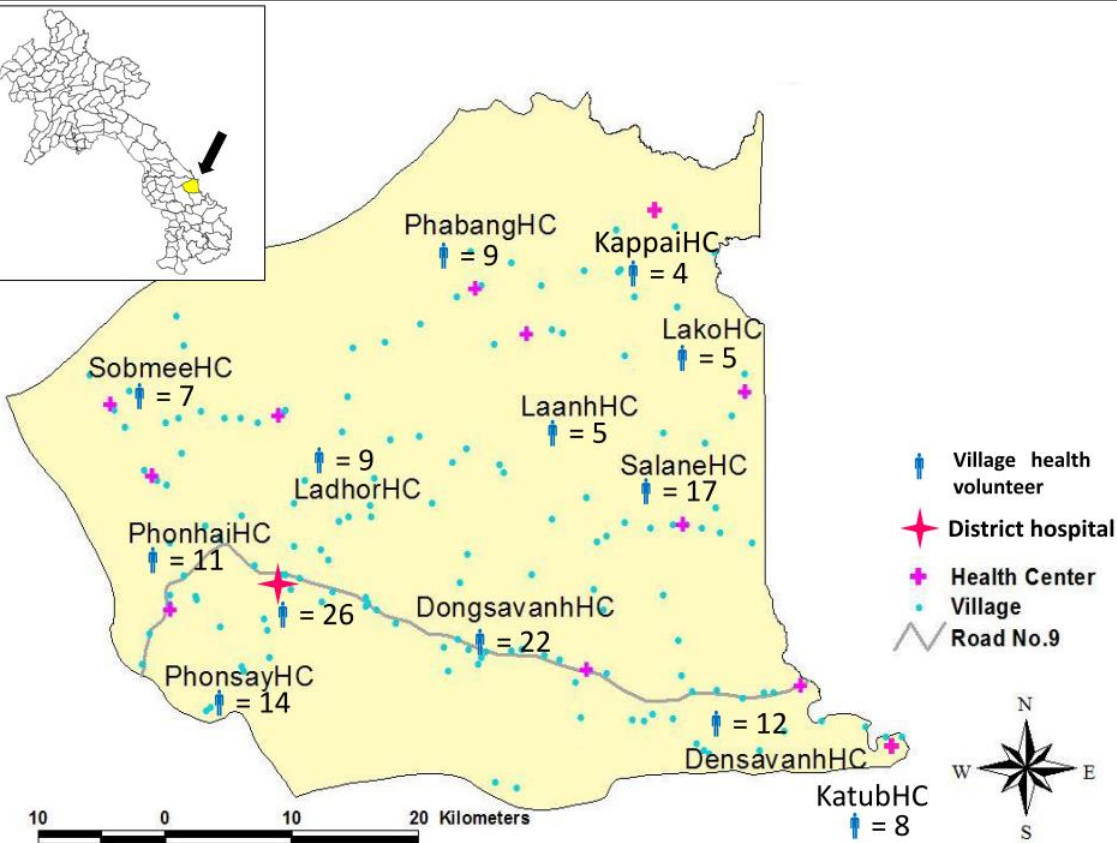 PhabangHC
= 9
KappaiHC
= 4
LakoHC
= 5
SobmeeHC
= 7
LaanhHC
= 5
= 9
LadhorHC
SalaneHC
= 17
PhonhaiHC
= 11
= 26
DongsavanhHC
= 22
PhonsayHC
= 14
= 12
DensavanhHC
KatubHC
= 8
Village health
volunteer
District hospital
Health Center
Village
Road No.9
N
W E
S
10 0 10 20 Kilometers